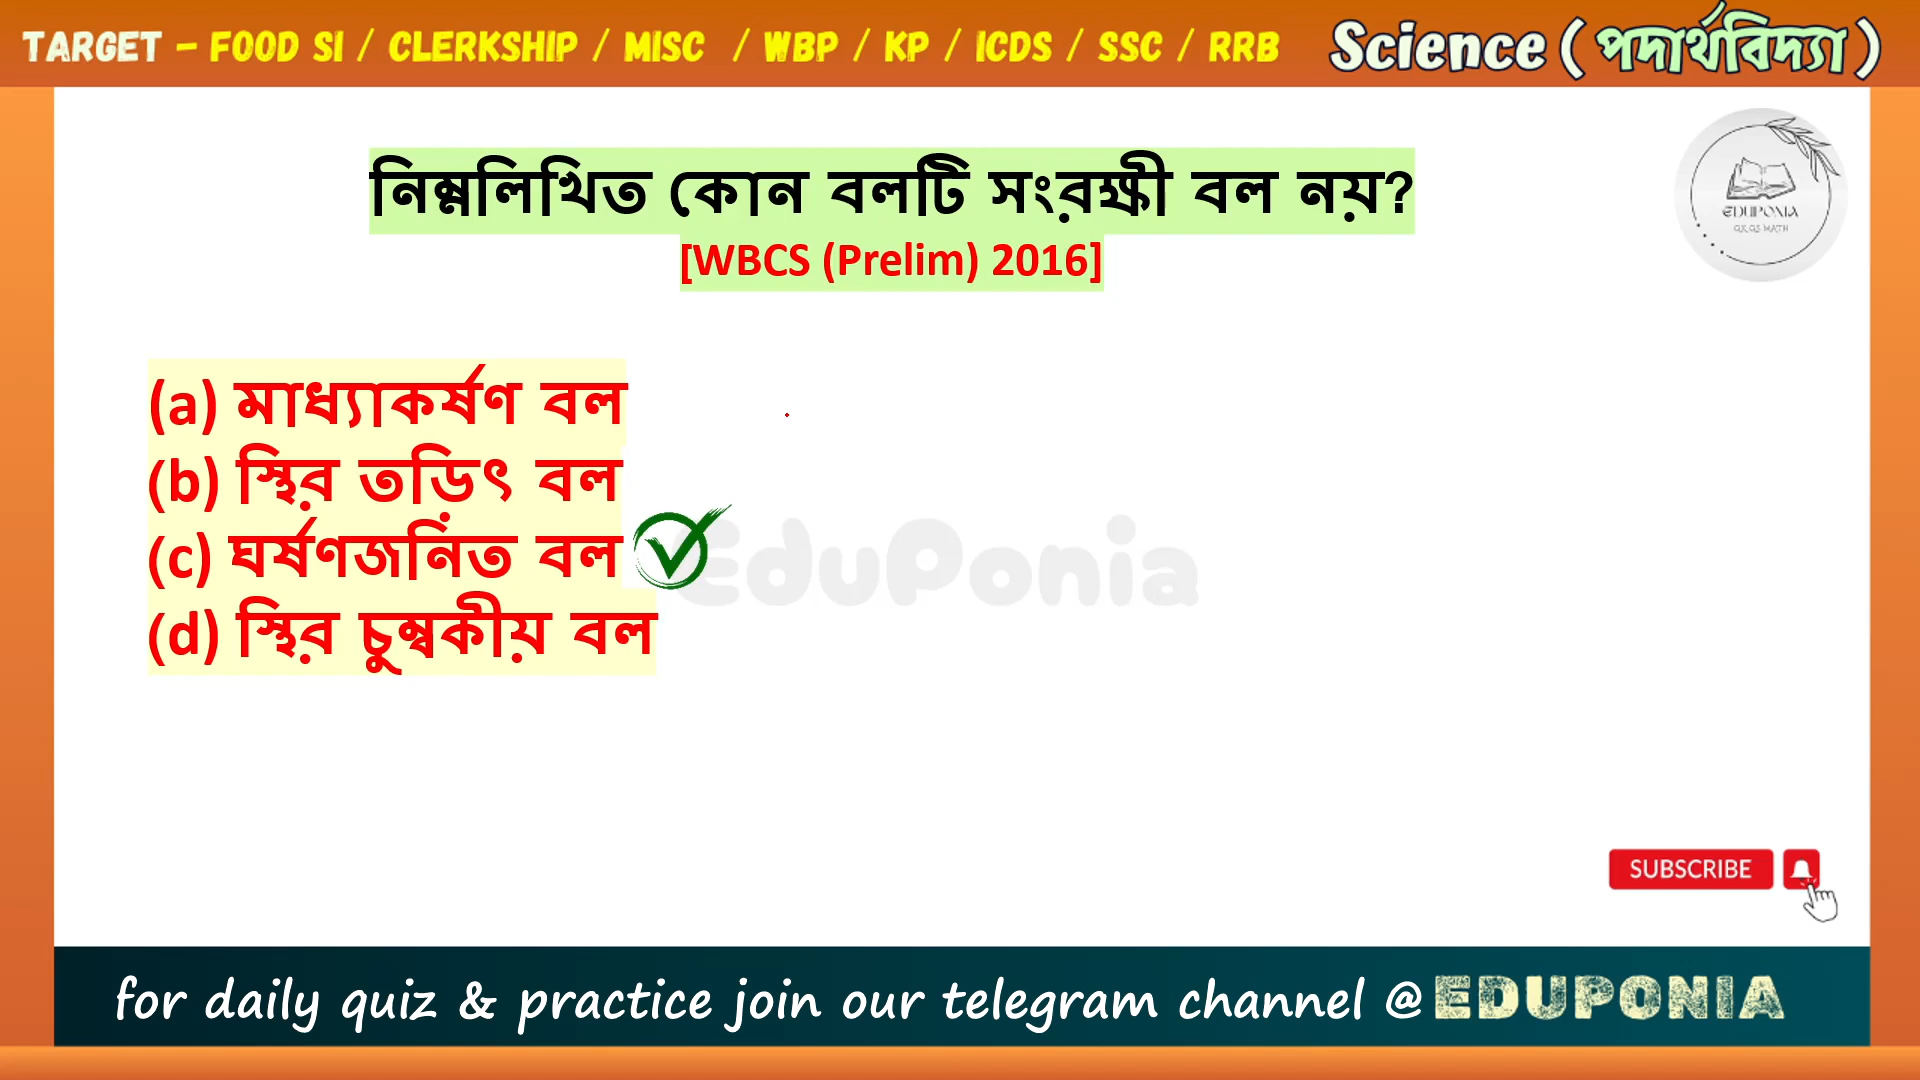 TARGET - FOOD SI / CLERKSHIP / MISC / WBP / KP / ICDS / SSC / RRB
Science ( পদার্থবিদ্যা )
নিম্নলিখিত কোন বলটি সংরক্ষী বল নয়?
[WBCS (Prelim) 2016]
EDUPONIA
GK GS MATH
(a) মাধ্যাকর্ষণ বল
(b) স্থির তড়িৎ বল
(c) ঘর্ষণজনিত বল
(d) স্থির চুম্বকীয় বল
EduPonia
SUBSCRIBE
for daily quiz & practice join our telegram channel @EDUPONIA